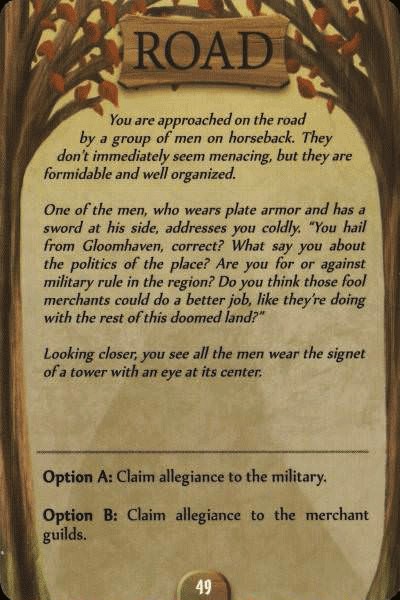 ROAD
You are approached on the road
by a group of men on horseback. They
don't immediately seem menacing, but they are
formidable and well organized.
One of the men, who wears plate armor and has a
sword at his side, addresses you coldly. "You hail
from Gloomhaven, correct? What say you about
the politics of the place? Are you for or against
military rule in the region? Do you think those fool
merchants could do a better job, like they're doing
with the rest of this doomed land?"
Looking closer, you see all the men wear the signet
of a tower with an eye at its center.
Option A: Claim allegiance to the military.
Option B: Claim allegiance to the merchant
guilds.
49